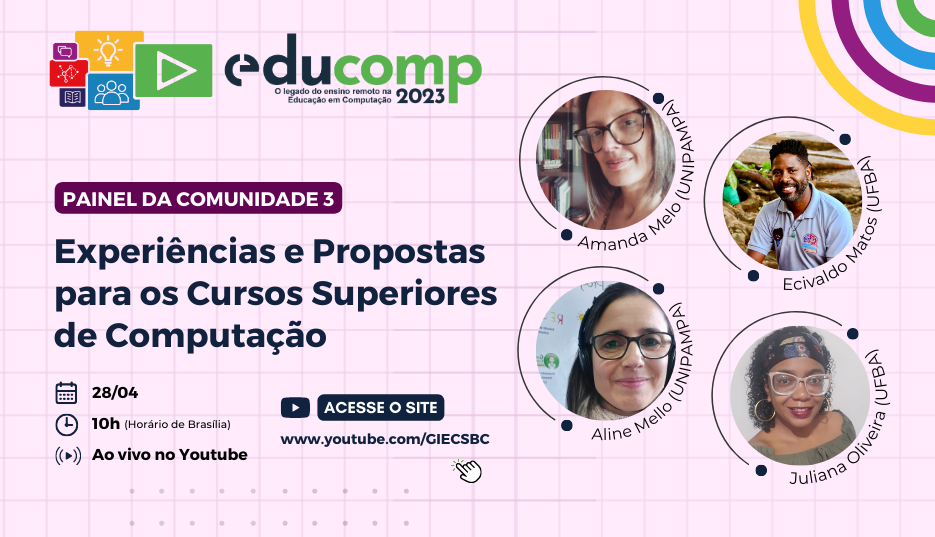 educomp
O legado do ensino remoto na
Educação em Computação 2023
PAINEL DA COMUNIDADE 3
Experiências e Propostas
para os Cursos Superiores
de Computação
28/04
10h (Horário de Brasília)
Ao vivo no Youtube
ACESSE O SITE
www.youtube.com/GIECSBC
Amanda Melo (UNIPAMPA)
Ecivaldo Matos (UFBA)
Aline Mello (UNIPAMPA)
Juliana Oliveira (UFBA)